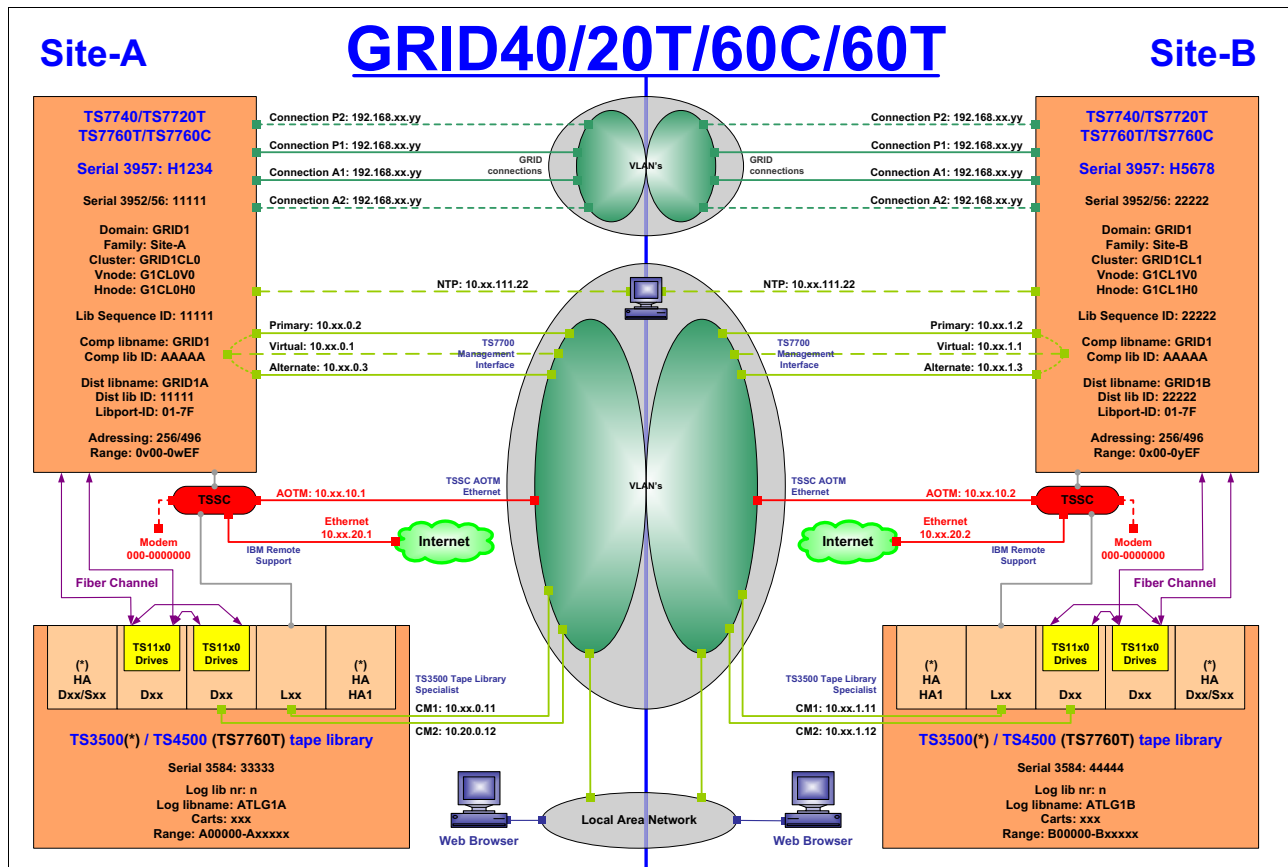 Site-A
GRID40/20T/60C/60T
Site-B
TS7740/TS7720T
TS7760T/TS7760C
Serial 3957: H1234
Serial 3952/56: 11111
Domain: GRID1
Family: Site-A
Cluster: GRID1CL0
Vnode: G1CL0V0
Hnode: G1CL0H0
Lib Sequence ID: 11111
Comp libname: GRID1
Comp lib ID: AAAAA
Dist libname: GRID1A
Dist lib ID: 11111
Libport-ID: 01-7F
Adressing: 256/496
Range: 0v00-0wEF
Connection P2: 192.168.xx.yy
Connection P1: 192.168.xx.yy
GRID
connections
Connection A1: 192.168.xx.yy
Connection A2: 192.168.xx.yy
VLAN's
Connection P2: 192.168.xx.yy
Connection P1: 192.168.xx.yy
GRID
connections
Connection A1: 192.168.xx.yy
Connection A2: 192.168.xx.yy
TS7740/TS7720T
TS7760T/TS7760C
Serial 3957: H5678
Serial 3952/56: 22222
Domain: GRID1
Family: Site-B
Cluster: GRID1CL1
Vnode: G1CL1V0
Hnode: G1CL1H0
Lib Sequence ID: 22222
Comp libname: GRID1
Comp lib ID: AAAAA
Dist libname: GRID1B
Dist lib ID: 22222
Libport-ID: 01-7F
Adressing: 256/496
Range: 0x00-0yEF
NTP: 10.xx.111.22
NTP: 10.xx.111.22
Primary: 10.xx.0.2
Virtual: 10.xx.0.1
Alternate: 10.xx.0.3
TS7700
Management
Interface
TS7700
Management
Interface
Primary: 10.xx.1.2
Virtual: 10.xx.1.1
Alternate: 10.xx.1.3
VLAN's
TSSC
AOTM: 10.xx.10.1
TSSC AOTM
Ethernet
Modem
000-0000000
Ethernet
10.xx.20.1
IBM Remote
Support
Internet
TSSC AOTM
Ethernet
AOTM: 10.xx.10.2
TSSC
Ethernet
10.xx.20.2
IBM Remote
Support
Internet
Modem
000-0000000
Fiber Channel
Fiber Channel
(*)
HA
Dxx/Sxx
TS11x0
Drives
Dxx
TS11x0
Drives
Dxx
Lxx
(*)
HA
HA1
TS3500 Tape Library
Specialist
CM1: 10.xx.0.11
CM2: 10.20.0.12
TS3500(*) / TS4500 (TS7760T) tape library
Serial 3584: 33333
Log lib nr: n
Log libname: ATLG1A
Carts: xxx
Range: A00000-Axxxxx
TS3500 Tape Library
Specialist
CM1: 10.xx.1.11
CM2: 10.xx.1.12
(*)
HA
HA1
Lxx
TS11x0
Drives
Dxx
TS11x0
Drives
Dxx
(*)
HA
Dxx/Sxx
TS3500(*) / TS4500 (TS7760T) tape library
Serial 3584: 44444
Log lib nr: n
Log libname: ATLG1B
Carts: xxx
Range: B00000-Bxxxxx
Web Browser
Local Area Network
Web Browser